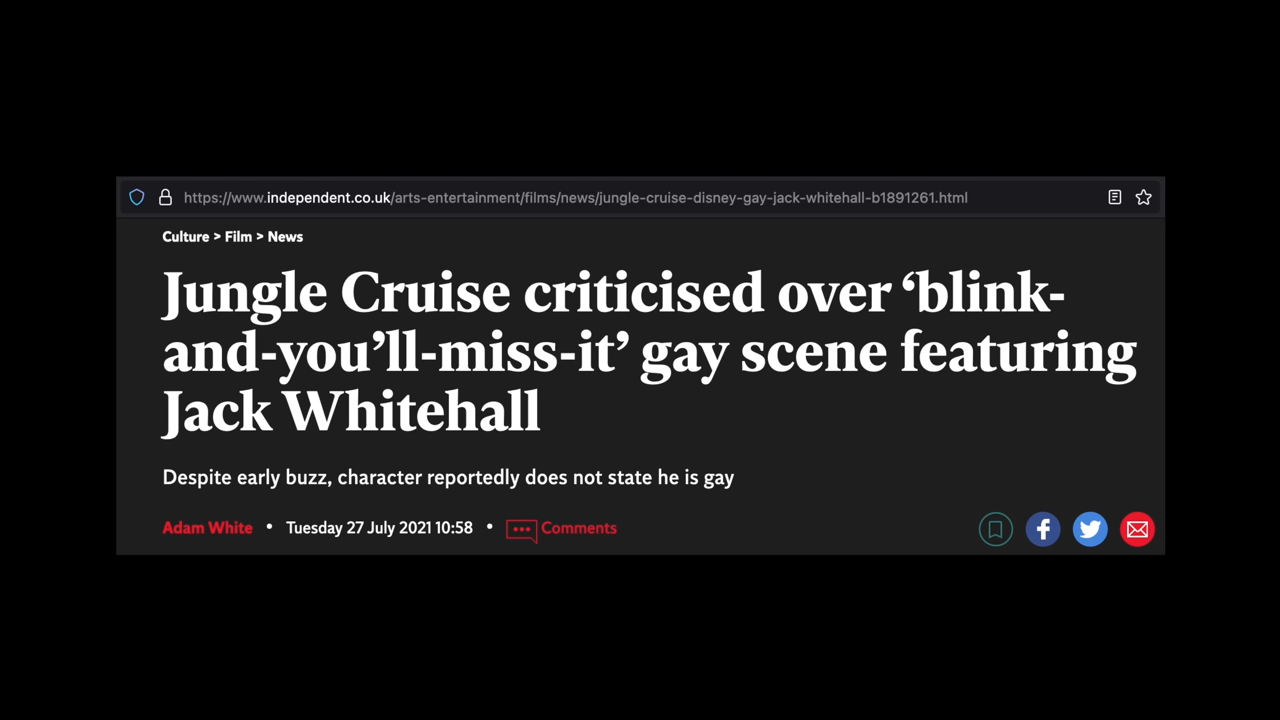 https://www.independent.co.uk/arts-entertainment/films/news/jungle-cruise-disney-gay-jack-whitehall-b1891261.html
Culture > Film > News
Jungle Cruise criticised over ‘blink-
and-you’ll-miss-it’ gay scene featuring
Jack Whitehall
Despite early buzz, character reportedly does not state he is gay
Adam White • Tuesday 27 July 2021 10:58 • Comments